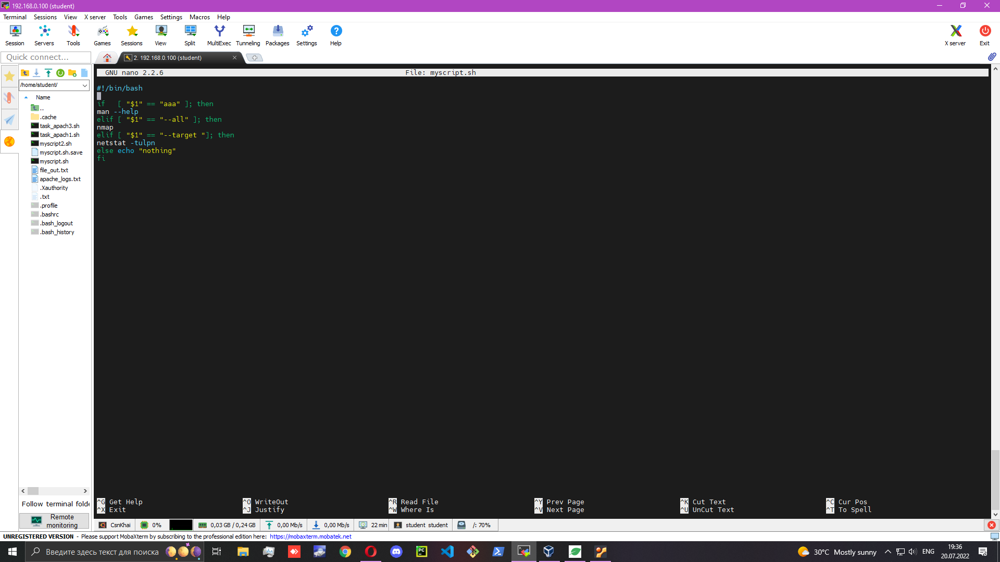 192.168.0.100 (student)
Terminal Sessions View X server Tools Games Settings Macros Help
Session Servers Tools Games Sessions View Split MultiExec Tunneling Packages Settings Help X server Exit
Quick connect...
2. 192.168.0.100 (student)
/home/student/
Name
..
.cache
task_apach3.sh
task_apach1.sh
myscript2.sh
myscript.sh.save
myscript.sh
file_out.txt
apache_logs.txt
.Xauthority
.txt
.profile
.bashrc
.bash_logout
.bash_history
Follow terminal folde
Remote
monitoring
GNU nano 2.2.6 File: myscript.sh
#!/bin/bash
if   [ "$1" == "aaa" ]; then
man --help
elif [ "$1" == "--all" ]; then
nmap
elif [ "$1" == "--target "]; then
netstat -tulpn
else echo "nothing"
fi
^G Get Help ^O WriteOut ^R Read File ^Y Prev Page ^K Cut Text ^C Cur Pos
^X Exit ^J Justify ^W Where Is ^V Next Page ^U UnCut Text ^T To Spell
CsnKhai 0% 0,03 GB / 0,24 GB 0,00 Mb/s 0,00 Mb/s 22 min student student /: 70%
UNREGISTERED VERSION - Please support MobaXterm by subscribing to the professional edition here: https://mobaxterm.mobatek.net
Введите здесь текст для поиска
PC
30°C Mostly sunny
ENG
19:36
20.07.2022